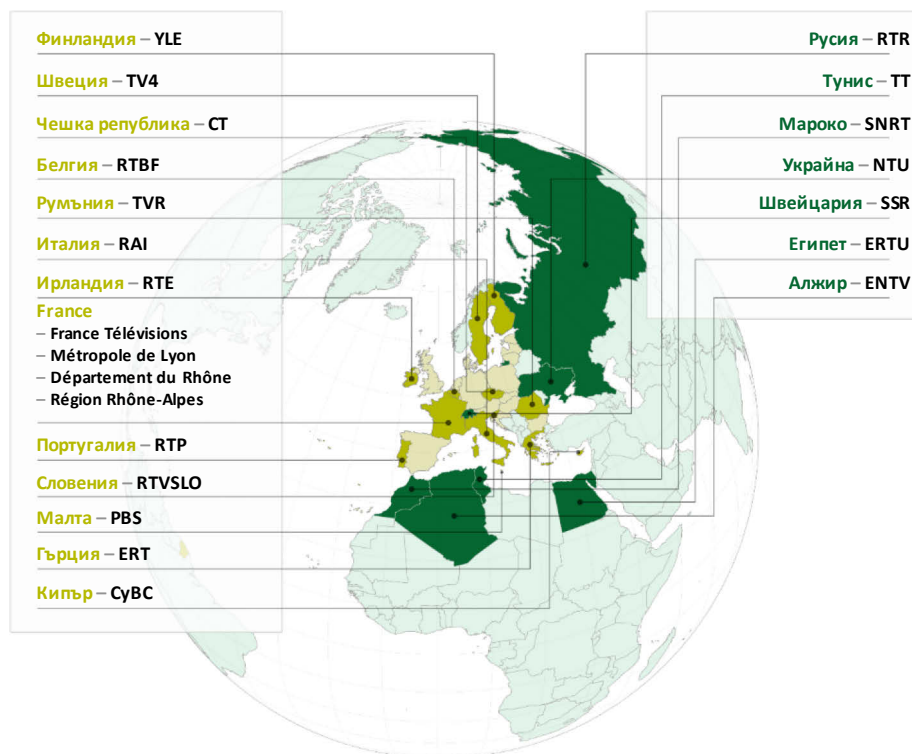 Финландия – YLE
Швеция – TV4
Чешка република – CT
Белгия – RTBF
Румъния – TVR
Италия – RAI
Ирландия – RTE
France
– France Télévisions
– Métropole de Lyon
– Département du Rhône
– Région Rhône-Alpes
Португалия – RTP
Словения – RTVSLO
Малта – PBS
Гърция – ERT
Кипър – CyBC
Русия – RTR
Тунис – TT
Мароко – SNRT
Украйна – NTU
Швейцария – SSR
Египет – ERTU
Алжир – ENTV